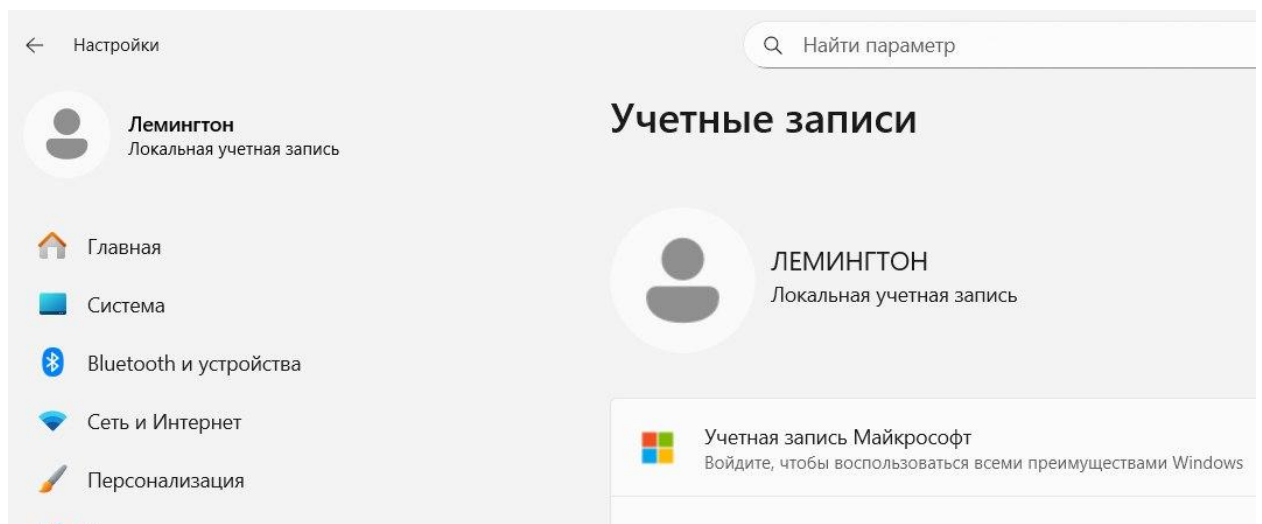 Настройки
Найти параметр
Лемингтон
Локальная учетная запись
Главная
Система
Bluetooth и устройства
Сеть и Интернет
Персонализация
Учетные записи
ЛЕМИНГТОН
Локальная учетная запись
Учетная запись Майкрософт
Войдите, чтобы воспользоваться всеми преимуществами Windows